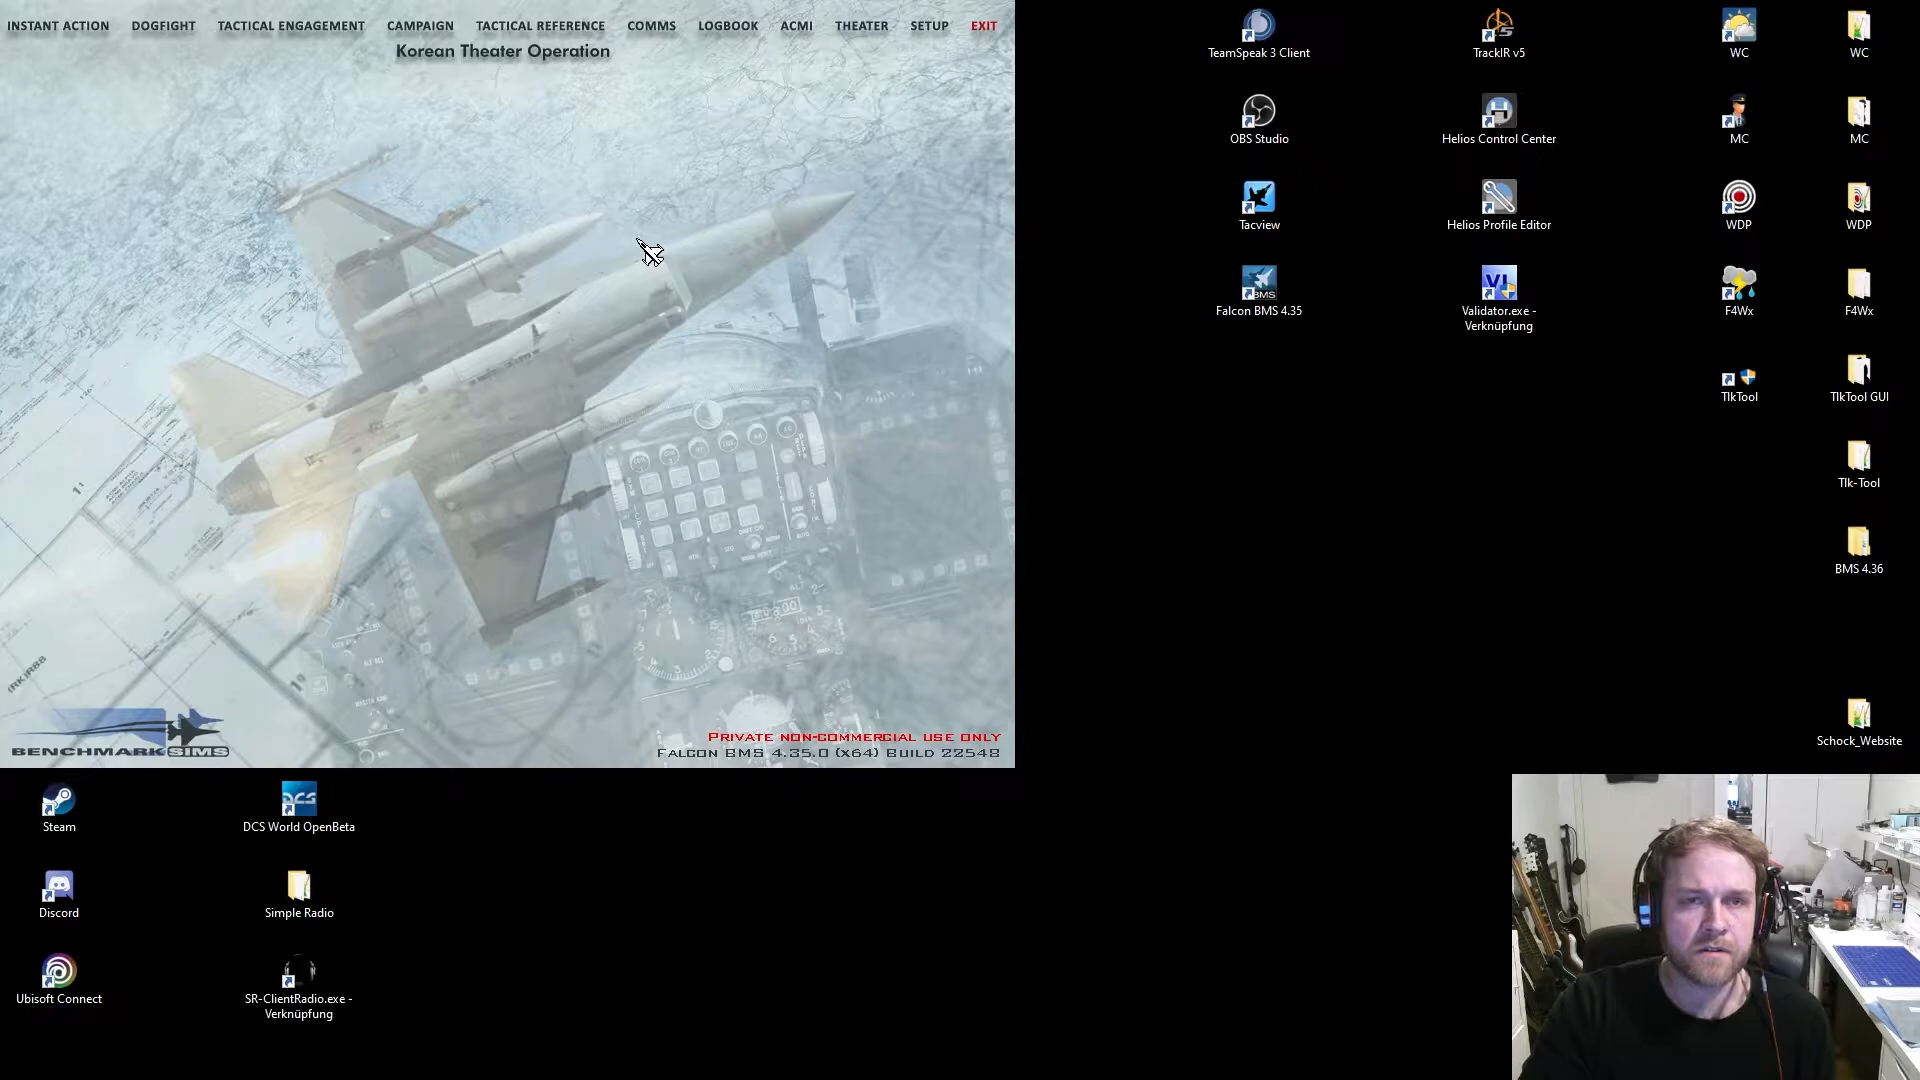 INSTANT ACTION DOGFIGHT TACTICAL ENGAGEMENT CAMPAIGN TACTICAL REFERENCE COMMS LOGBOOK ACMI THEATER SETUP EXIT
Korean Theater Operation
BENCHMARKSIMS
PRIVATE NON-COMMERCIAL USE ONLY
FALCON BMS 4.35.0 (X64) BUILD 22548
TeamSpeak 3 Client
TrackIR v5
WC
WC
OBS Studio
Helios Control Center
MC
MC
Tacview
Helios Profile Editor
WDP
WDP
Falcon BMS 4.35
Validator.exe -
Verknüpfung
F4Wx
F4Wx
TlkTool
TlkTool GUI
Tlk-Tool
BMS 4.36
Schock_Website
Steam
DCS World OpenBeta
Discord
Simple Radio
Ubisoft Connect
SR-ClientRadio.exe -
Verknüpfung